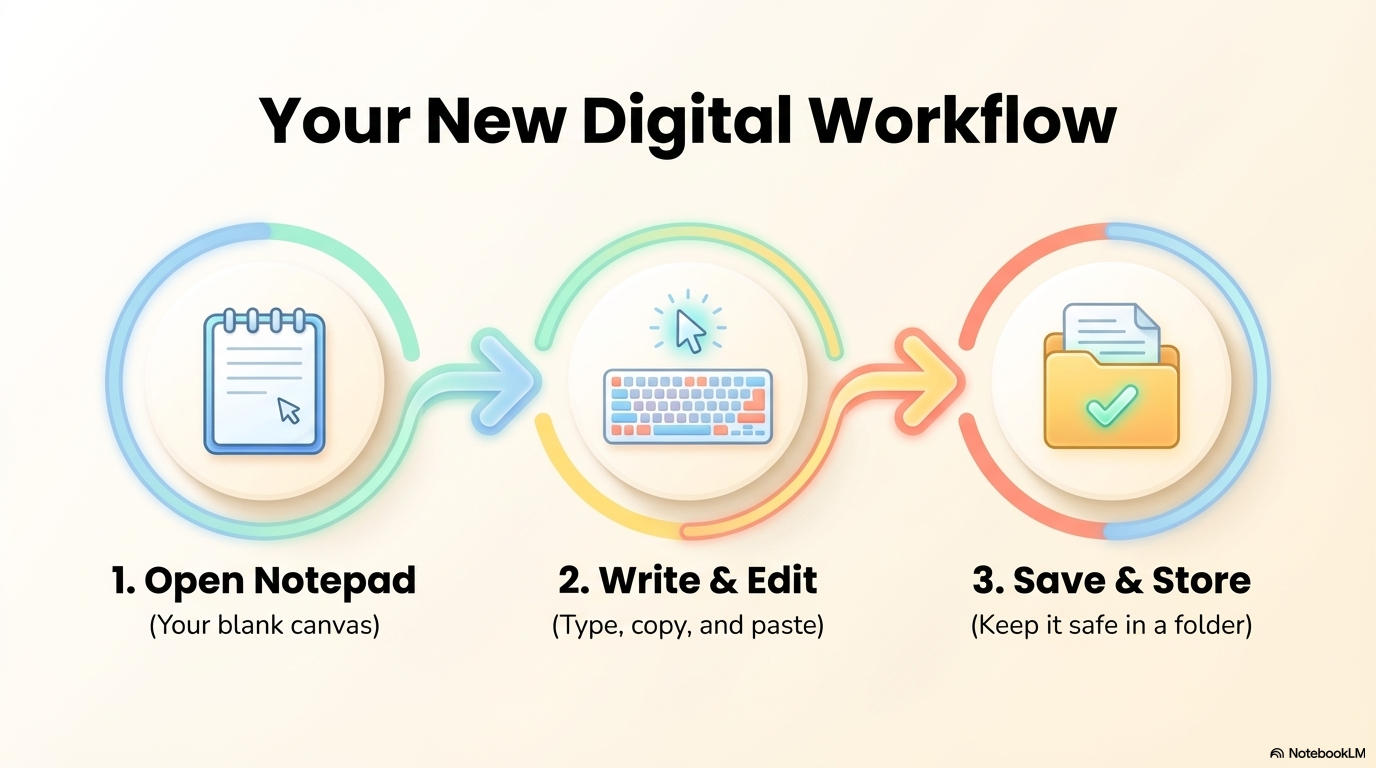 Your New Digital Workflow
1. Open Notepad
(Your blank canvas)
2. Write & Edit
(Type, copy, and paste)
3. Save & Store
(Keep it safe in a folder)
NotebookLM